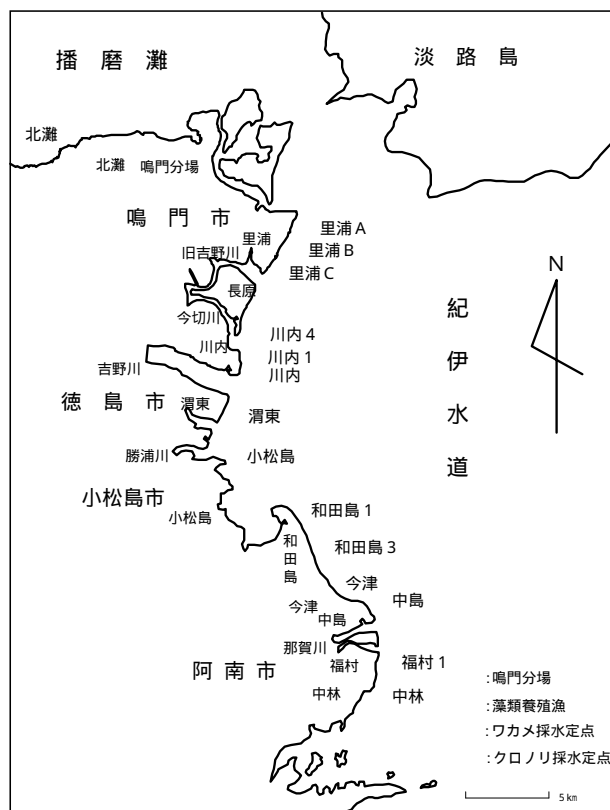 播磨灘
淡路島
北灘
北灘
鳴門分場
鳴門市
里浦
里浦A
里浦B
旧吉野川
里浦C
長原
N
今切川
紀伊水道
川内4
川内
川内1
吉野川
川内
徳島市
渭東
渭東
勝浦川
小松島
小松島市
小松島
和田島1
和田島
和田島3
今津
今津
中島
中島
那賀川
福村
福村1
阿南市
中林
中林
:鳴門分場
:藻類養殖漁
:ワカメ採水定点
:クロノリ採水定点
5km